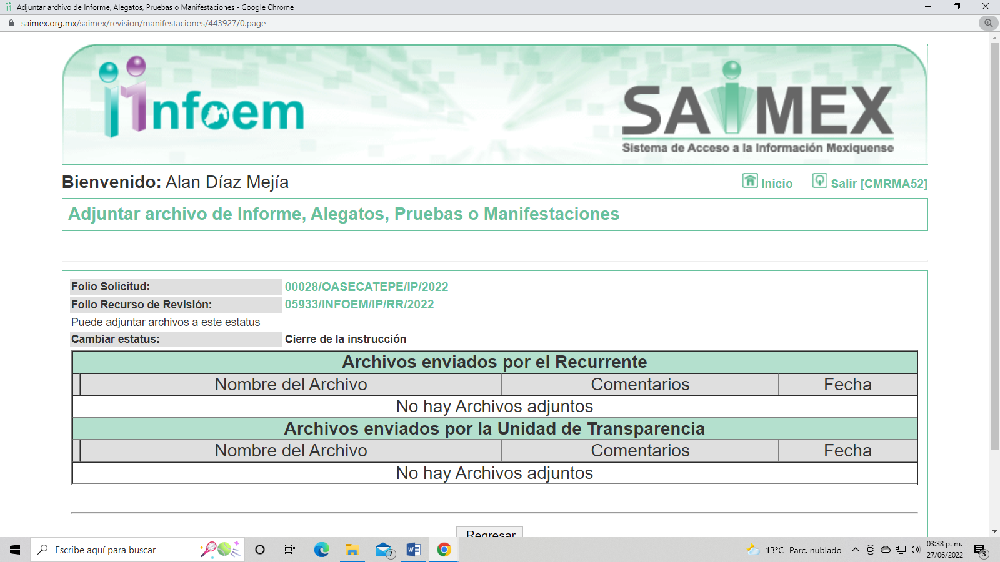 Adjuntar archivo de Informe, Alegatos, Pruebas o Manifestaciones - Google Chrome
saimex.org.mx/saimex/revision/manifestaciones/443927/0.page
infoem
SAIMEX
Sistema de Acceso a la Información Mexiquense
Bienvenido: Alan Díaz Mejía
Inicio Salir [CMRMA52]
Adjuntar archivo de Informe, Alegatos, Pruebas o Manifestaciones
Folio Solicitud: 00028/OASECATEPE/IP/2022
Folio Recurso de Revisión: 05933/INFOEM/IP/RR/2022
Puede adjuntar archivos a este estatus
Cambiar estatus: Cierre de la instrucción
Archivos enviados por el Recurrente
Nombre del Archivo Comentarios Fecha
No hay Archivos adjuntos
Archivos enviados por la Unidad de Transparencia
Nombre del Archivo Comentarios Fecha
No hay Archivos adjuntos
Regresar
Escribe aquí para buscar
7
13°C Parc. nublado
03:38 p. m.
27/06/2022
3